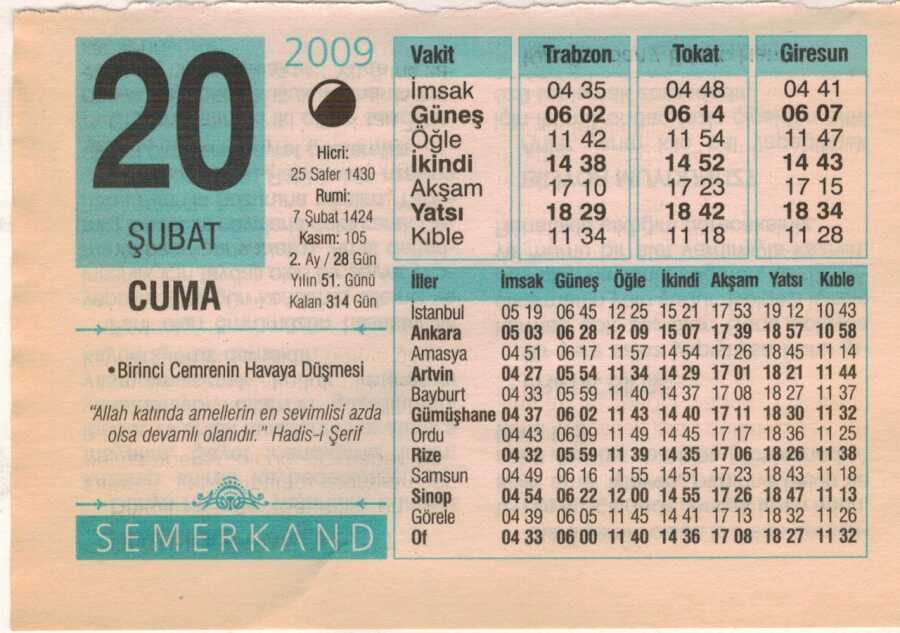 20
2009
ŞUBAT
CUMA
Hicri:
25 Safer 1430
Rumi:
7 Şubat 1424
Kasım: 105
2. Ay / 28 Gün
Yılın 51. Günü
Kalan 314 Gün
•Birinci Cemrenin Havaya Düşmesi
"Allah katında amellerin en sevimlisi azda
olsa devamlı olanıdır." Hadis-i Şerif
SEMERKAND
Vakit Trabzon Tokat Giresun
İmsak 04 35 04 48 04 41
Güneş 06 02 06 14 06 07
Öğle 11 42 11 54 11 47
İkindi 14 38 14 52 14 43
Akşam 17 10 17 23 17 15
Yatsı 18 29 18 42 18 34
Kıble 11 34 11 18 11 28
İller İmsak Güneş Öğle İkindi Akşam Yatsı Kıble
İstanbul 05 19 06 45 12 25 15 21 17 53 19 12 10 43
Ankara 05 03 06 28 12 09 15 07 17 39 18 57 10 58
Amasya 04 51 06 17 11 57 14 54 17 26 18 45 11 14
Artvin 04 27 05 54 11 34 14 29 17 01 18 21 11 44
Bayburt 04 33 05 59 11 40 14 37 17 08 18 27 11 37
Gümüşhane 04 37 06 02 11 43 14 40 17 11 18 30 11 32
Ordu 04 43 06 09 11 49 14 45 17 17 18 36 11 25
Rize 04 32 05 59 11 39 14 35 17 06 18 26 11 38
Samsun 04 49 06 16 11 55 14 51 17 23 18 43 11 18
Sinop 04 54 06 22 12 00 14 55 17 26 18 47 11 13
Görele 04 39 06 05 11 45 14 41 17 13 18 32 11 26
Of 04 33 06 00 11 40 14 36 17 08 18 27 11 32